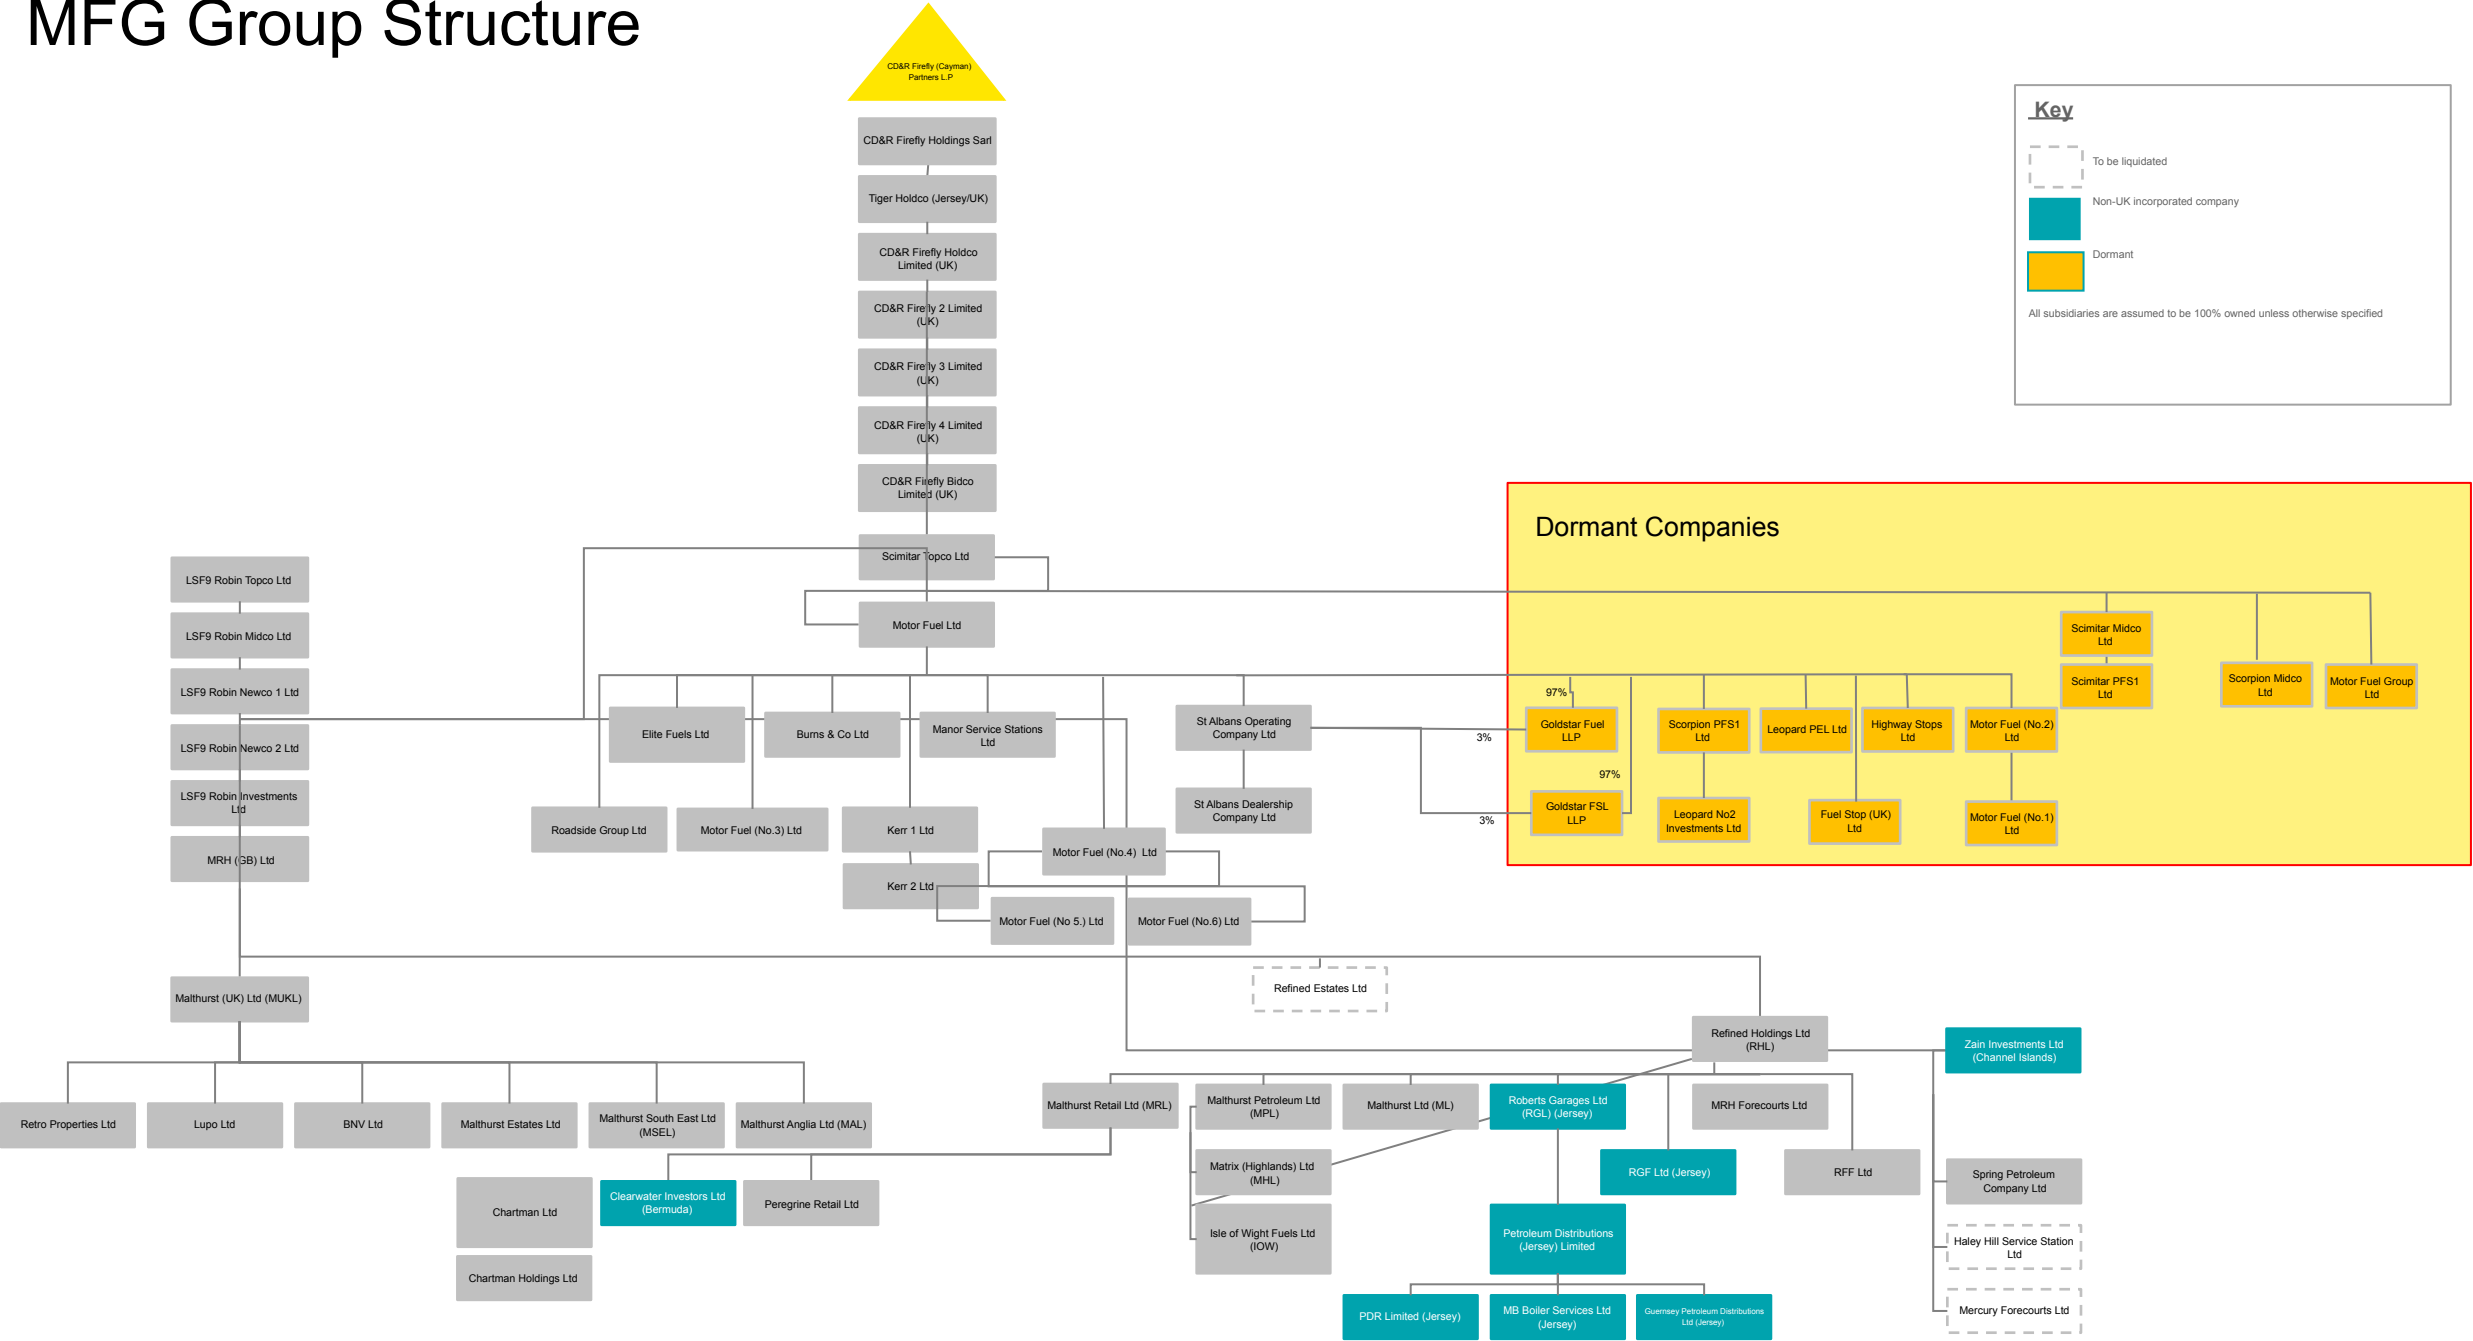 MFG Group Structure
CD&R Firefly (Cayman)
Partners L.P
CD&R Firefly Holdings Sarl
Tiger Holdco (Jersey/UK)
CD&R Firefly Holdco
Limited (UK)
CD&R Firefly 2 Limited
(UK)
CD&R Firefly 3 Limited
(UK)
CD&R Firefly 4 Limited
(UK)
CD&R Firefly Bidco
Limited (UK)
Scimitar Topco Ltd
Motor Fuel Ltd
Key
To be liquidated
Non-UK incorporated company
Dormant
All subsidiaries are assumed to be 100% owned unless otherwise specified
LSF9 Robin Topco Ltd
LSF9 Robin Midco Ltd
LSF9 Robin Newco 1 Ltd
LSF9 Robin Newco 2 Ltd
LSF9 Robin Investments
Ltd
MRH (GB) Ltd
Elite Fuels Ltd
Burns & Co Ltd
Manor Service Stations
Ltd
St Albans Operating
Company Ltd
Roadside Group Ltd
Motor Fuel (No.3) Ltd
Kerr 1 Ltd
Kerr 2 Ltd
Motor Fuel (No.4) Ltd
St Albans Dealership
Company Ltd
Motor Fuel (No 5.) Ltd
Motor Fuel (No.6) Ltd
Dormant Companies
Scimitar Midco
Ltd
Scimitar PFS1
Ltd
Scorpion Midco
Ltd
Motor Fuel Group
Ltd
97%
3%
Goldstar Fuel
LLP
Scorpion PFS1
Ltd
Leopard PEL Ltd
Highway Stops
Ltd
Motor Fuel (No.2)
Ltd
97%
3%
Goldstar FSL
LLP
Leopard No2
Investments Ltd
Fuel Stop (UK)
Ltd
Motor Fuel (No.1)
Ltd
Malthurst (UK) Ltd (MUKL)
Refined Estates Ltd
Refined Holdings Ltd
(RHL)
Zain Investments Ltd
(Channel Islands)
Retro Properties Ltd
Lupo Ltd
BNV Ltd
Malthurst Estates Ltd
Malthurst South East Ltd
(MSEL)
Malthurst Anglia Ltd (MAL)
Malthurst Retail Ltd (MRL)
Malthurst Petroleum Ltd
(MPL)
Malthurst Ltd (ML)
Roberts Garages Ltd
(RGL) (Jersey)
MRH Forecourts Ltd
Matrix (Highlands) Ltd
(MHL)
RGF Ltd (Jersey)
RFF Ltd
Spring Petroleum
Company Ltd
Chartman Ltd
Clearwater Investors Ltd
(Bermuda)
Peregrine Retail Ltd
Isle of Wight Fuels Ltd
(IOW)
Petroleum Distributions
(Jersey) Limited
Haley Hill Service Station
Ltd
Chartman Holdings Ltd
PDR Limited (Jersey)
MB Boiler Services Ltd
(Jersey)
Guernsey Petroleum Distributions
Ltd (Jersey)
Mercury Forecourts Ltd